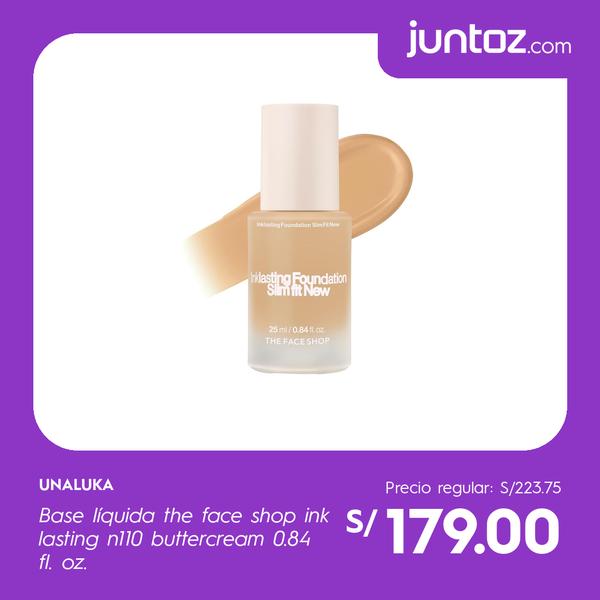 juntoz.com
Inklasting Foundation Slim Fit New
Inklasting Foundation
Slim fit New
25 ml / 0.84 fl. oz.
THE FACE SHOP
UNALUKA
Base líquida the face shop ink
lasting n110 buttercream 0.84
fl. oz.
Precio regular: S/223.75
S/179.00